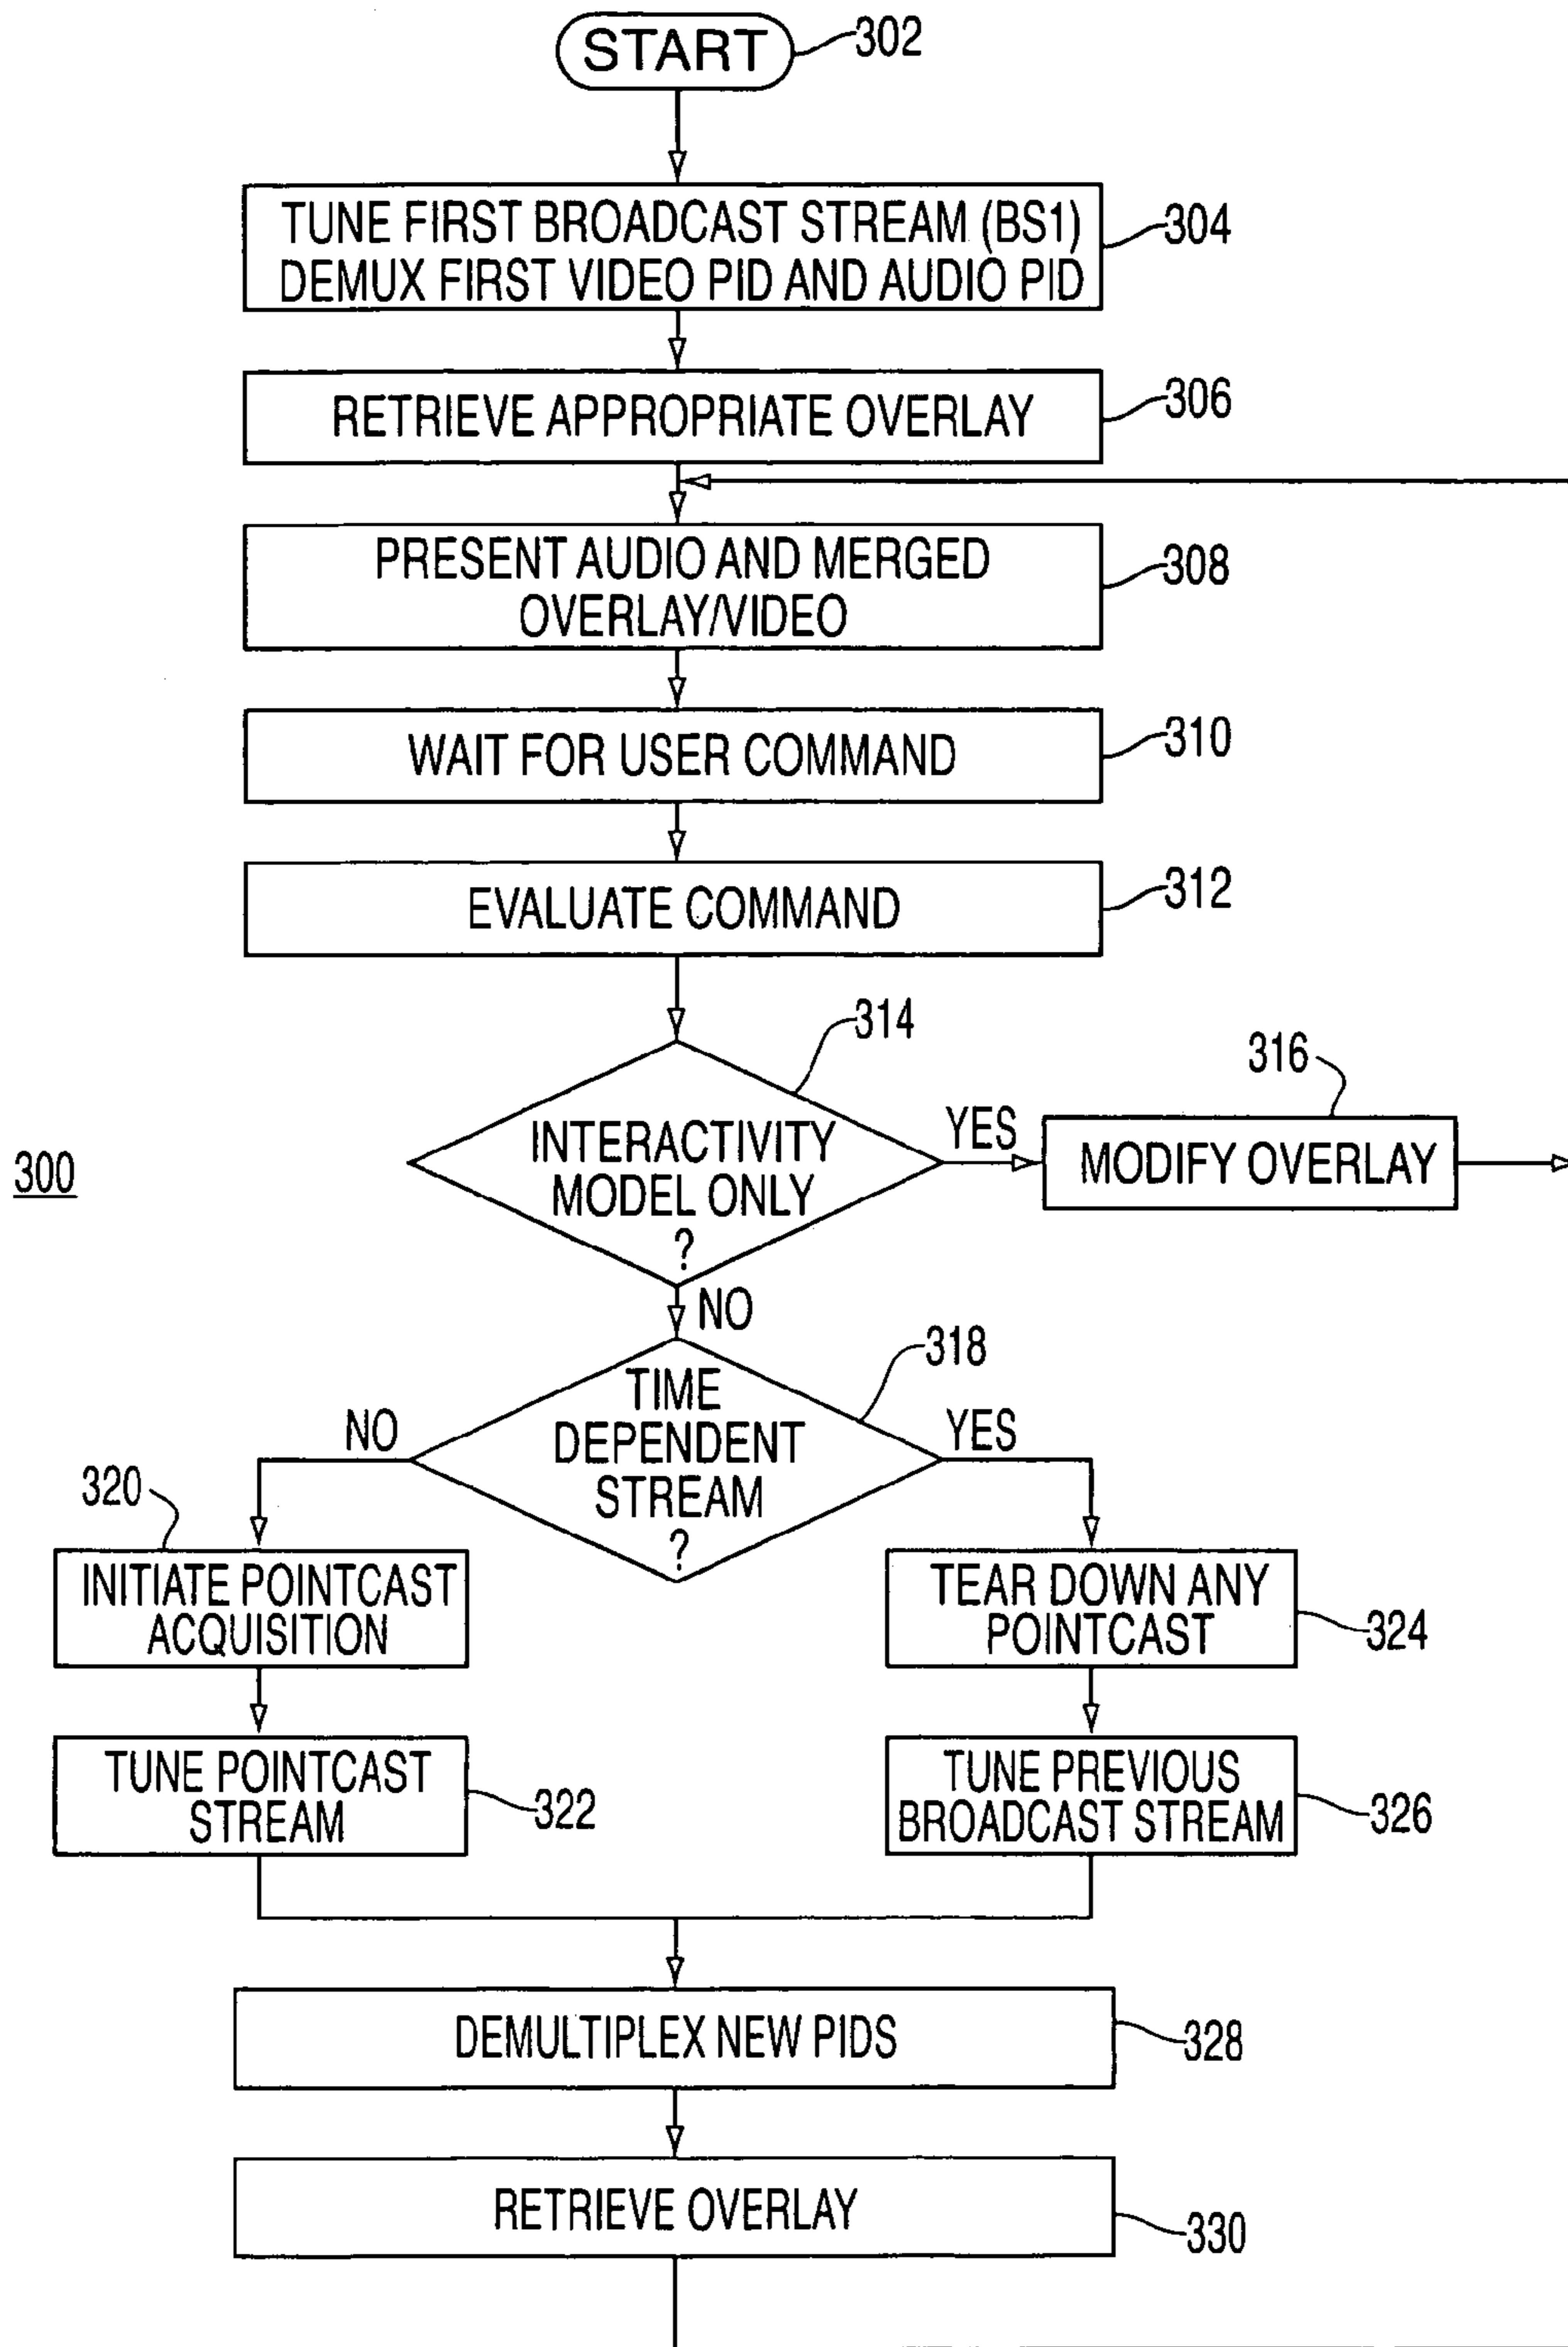 START
302
TUNE FIRST BROADCAST STREAM (BS1)
DEMUX FIRST VIDEO PID AND AUDIO PID
304
RETRIEVE APPROPRIATE OVERLAY
306
PRESENT AUDIO AND MERGED
OVERLAY/VIDEO
308
WAIT FOR USER COMMAND
310
EVALUATE COMMAND
312
314
INTERACTIVITY
MODEL ONLY
?
YES
316
MODIFY OVERLAY
300
NO
318
TIME
DEPENDENT
STREAM
?
NO
YES
320
INITIATE POINTCAST
ACQUISITION
TEAR DOWN ANY
POINTCAST
324
TUNE POINTCAST
STREAM
322
TUNE PREVIOUS
BROADCAST STREAM
326
DEMULTIPLEX NEW PIDS
328
RETRIEVE OVERLAY
330